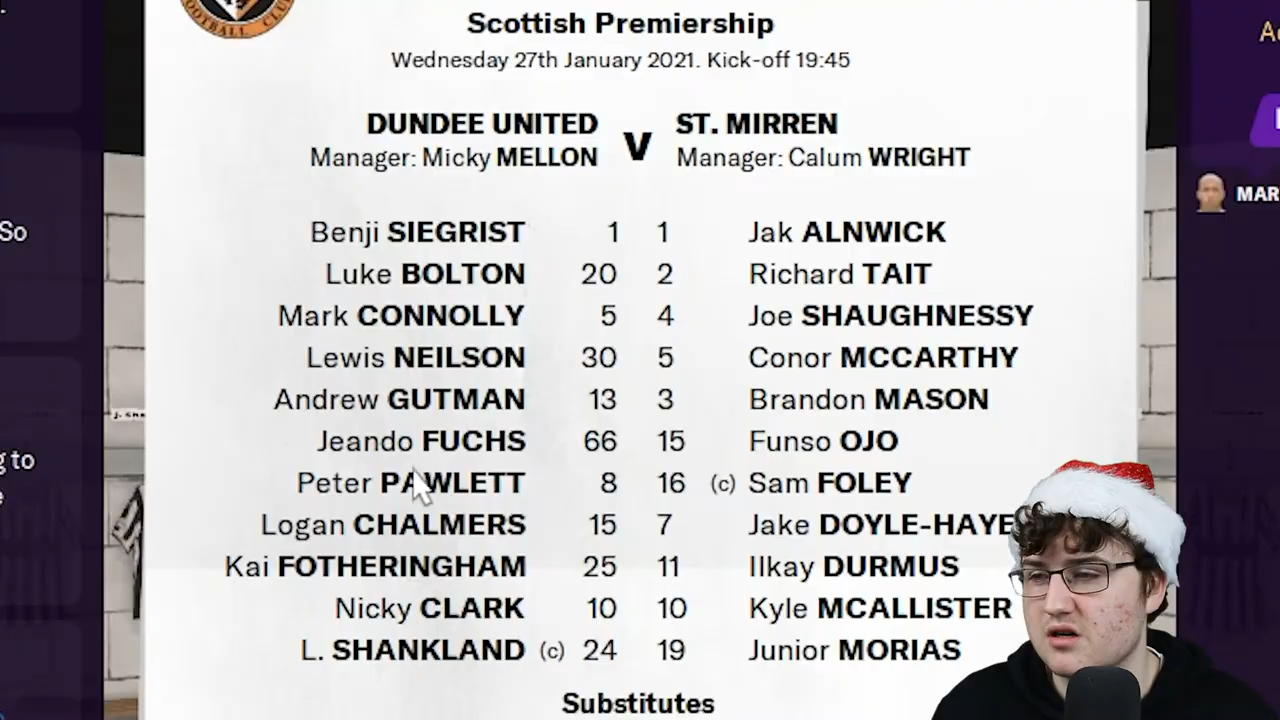 FOOTBALL CLUB
Scottish Premiership
Wednesday 27th January 2021. Kick-off 19:45
DUNDEE UNITED V ST. MIRREN
Manager: Micky MELLON Manager: Calum WRIGHT
Benji SIEGRIST 1 1 Jak ALNWICK
Luke BOLTON 20 2 Richard TAIT
Mark CONNOLLY 5 4 Joe SHAUGHNESSY
Lewis NEILSON 30 5 Conor MCCARTHY
Andrew GUTMAN 13 3 Brandon MASON
Jeando FUCHS 66 15 Funso OJO
Peter PAWLETT 8 16 (c) Sam FOLEY
Logan CHALMERS 15 7 Jake DOYLE-HAYE
Kai FOTHERINGHAM 25 11 Ilkay DURMUS
Nicky CLARK 10 10 Kyle MCALLISTER
L. SHANKLAND (c) 24 19 Junior MORIAS
Substitutes
So
g to
MAR